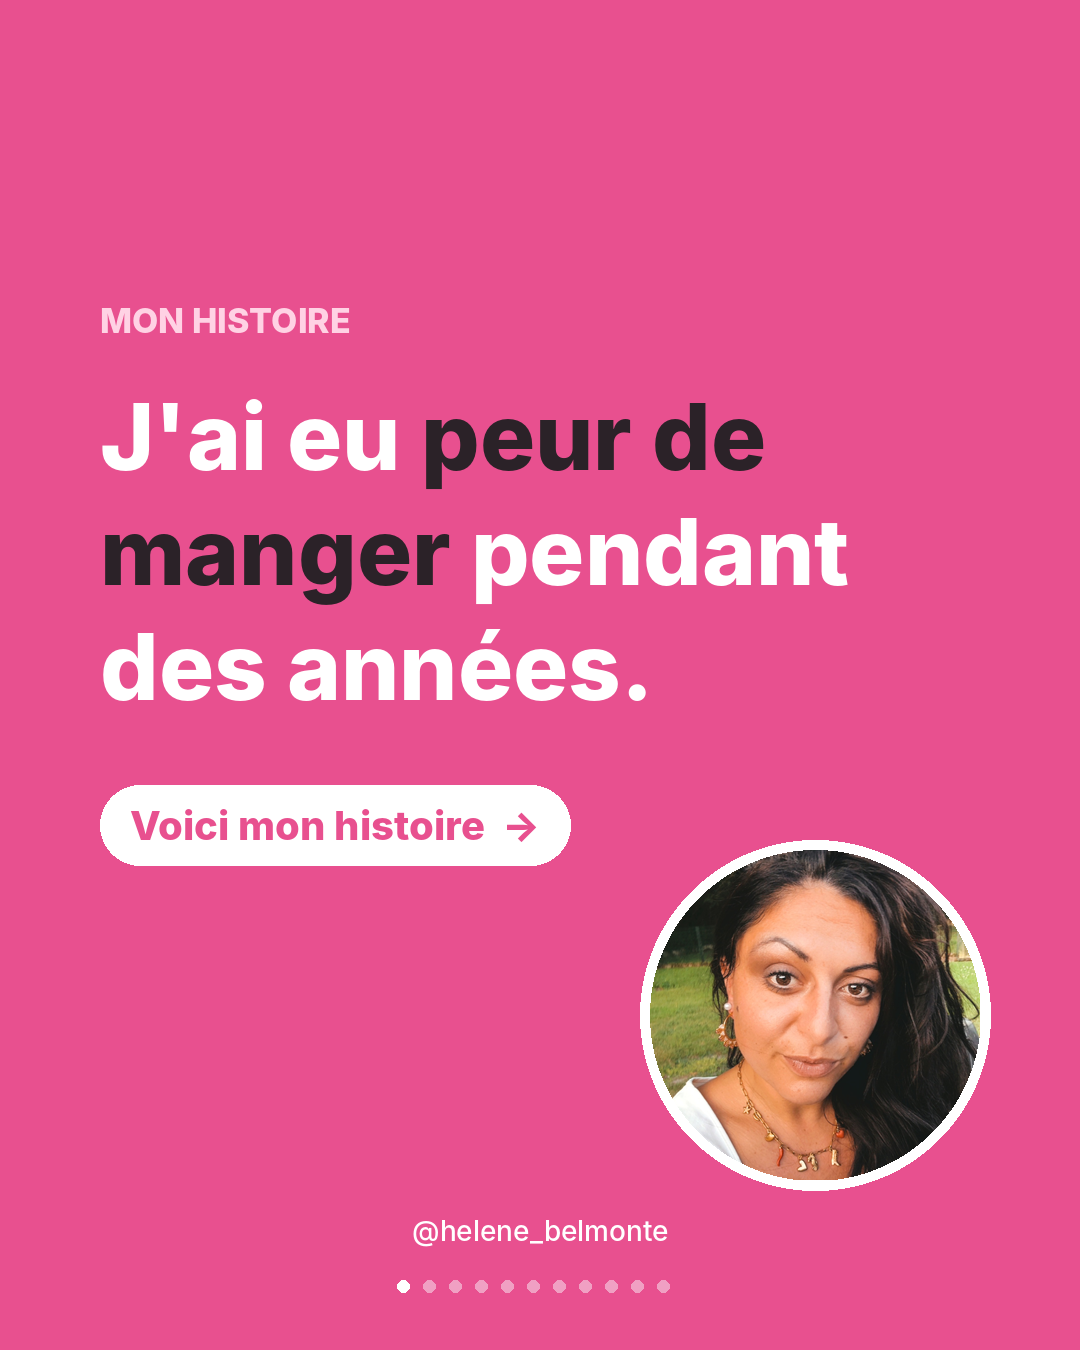 MON HISTOIRE
J'ai eu peur de
manger pendant
des années.
Voici mon histoire →
@helene_belmonte